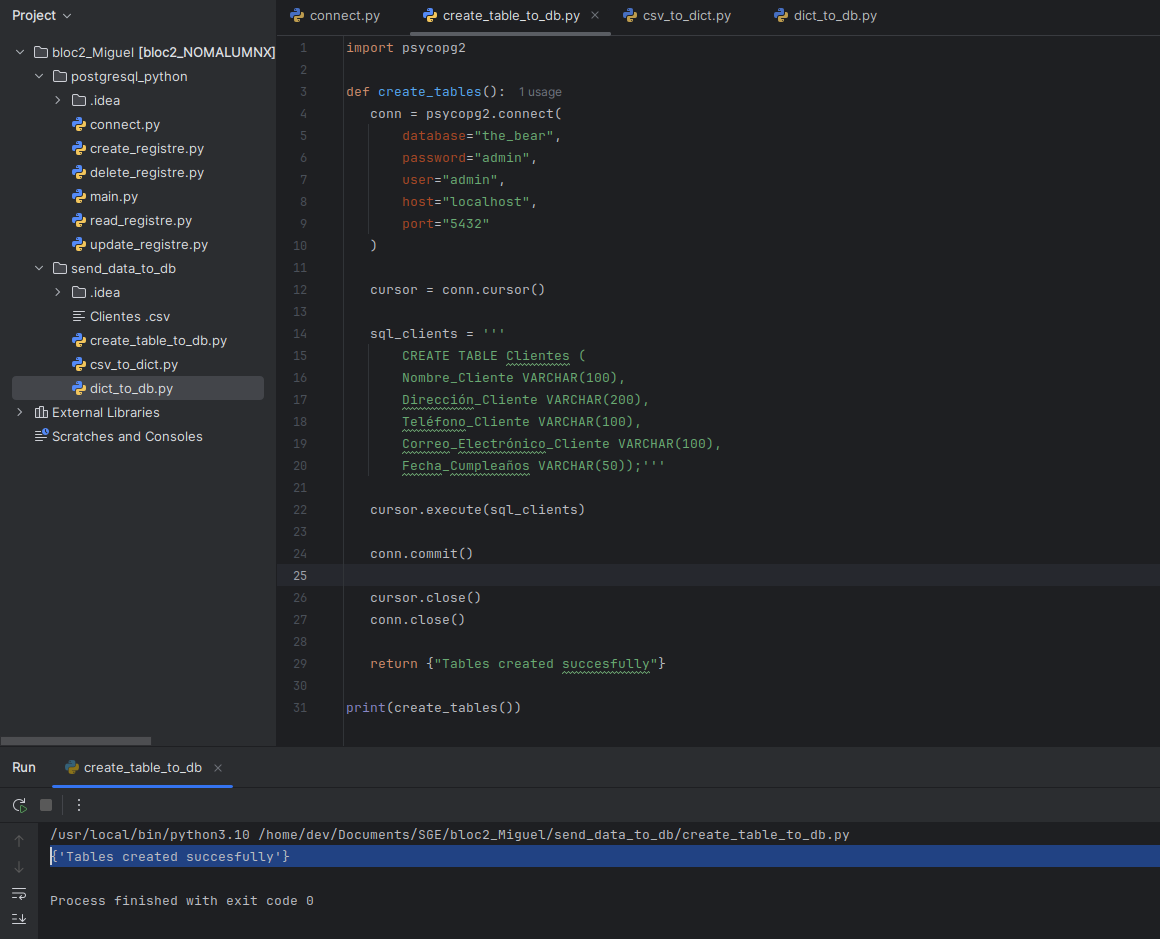 Project
bloc2_Miguel [bloc2_NOMALUMNX]
postgresql_python
.idea
connect.py
create_registre.py
delete_registre.py
main.py
read_registre.py
update_registre.py
send_data_to_db
.idea
Clientes .csv
create_table_to_db.py
csv_to_dict.py
dict_to_db.py
External Libraries
Scratches and Consoles
connect.py create_table_to_db.py csv_to_dict.py dict_to_db.py
1 import psycopg2
2
3 def create_tables(): 1 usage
4 conn = psycopg2.connect(
5 database="the_bear",
6 password="admin",
7 user="admin",
8 host="localhost",
9 port="5432"
10 )
11
12 cursor = conn.cursor()
13
14 sql_clients = '''
15 CREATE TABLE Clientes (
16 Nombre_Cliente VARCHAR(100),
17 Dirección_Cliente VARCHAR(200),
18 Teléfono_Cliente VARCHAR(100),
19 Correo_Electrónico_Cliente VARCHAR(100),
20 Fecha_Cumpleaños VARCHAR(50));'''
21
22 cursor.execute(sql_clients)
23
24 conn.commit()
25
26 cursor.close()
27 conn.close()
28
29 return {"Tables created succesfully"}
30
31 print(create_tables())
Run create_table_to_db
/usr/local/bin/python3.10 /home/dev/Documents/SGE/bloc2_Miguel/send_data_to_db/create_table_to_db.py
{'Tables created succesfully'}
Process finished with exit code 0